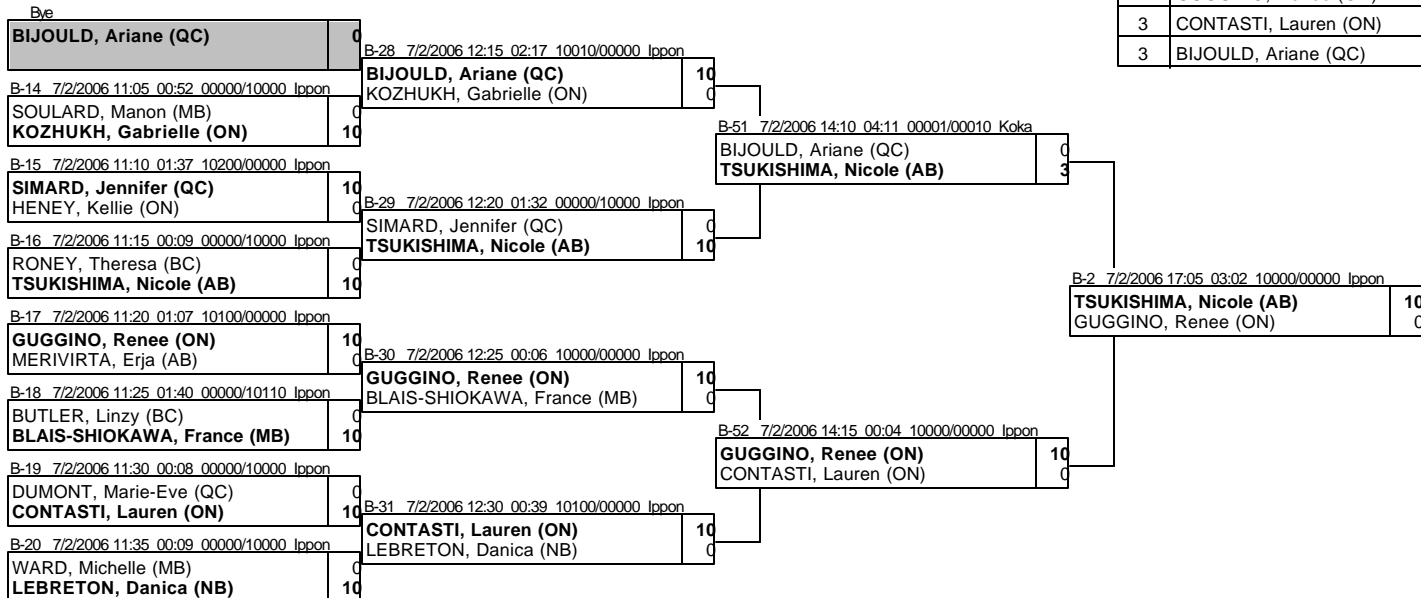 Bye
BIJOULD, Ariane (QC) 0
B-14 7/2/2006 11:05 00:52 00000/10000 Ippon
SOULARD, Manon (MB) 0
KOZHUKH, Gabrielle (ON) 10
B-15 7/2/2006 11:10 01:37 10200/00000 Ippon
SIMARD, Jennifer (QC) 10
HENEY, Kellie (ON) 0
B-16 7/2/2006 11:15 00:09 00000/10000 Ippon
RONEY, Theresa (BC) 0
TSUKISHIMA, Nicole (AB) 10
B-17 7/2/2006 11:20 01:07 10100/00000 Ippon
GUGGINO, Renee (ON) 10
MERIVIRTA, Erja (AB) 0
B-18 7/2/2006 11:25 01:40 00000/10110 Ippon
BUTLER, Linzy (BC) 0
BLAIS-SHIOKAWA, France (MB) 10
B-19 7/2/2006 11:30 00:08 00000/10000 Ippon
DUMONT, Marie-Eve (QC) 0
CONTASTI, Lauren (ON) 10
B-20 7/2/2006 11:35 00:09 00000/10000 Ippon
WARD, Michelle (MB) 0
LEBRETON, Danica (NB) 10
B-28 7/2/2006 12:15 02:17 10010/00000 Ippon
BIJOULD, Ariane (QC) 10
KOZHUKH, Gabrielle (ON) 0
B-29 7/2/2006 12:20 01:32 00000/10000 Ippon
SIMARD, Jennifer (QC) 0
TSUKISHIMA, Nicole (AB) 10
B-30 7/2/2006 12:25 00:06 10000/00000 Ippon
GUGGINO, Renee (ON) 10
BLAIS-SHIOKAWA, France (MB) 0
B-31 7/2/2006 12:30 00:39 10100/00000 Ippon
CONTASTI, Lauren (ON) 10
LEBRETON, Danica (NB) 0
B-51 7/2/2006 14:10 04:11 00001/00010 Koka
BIJOULD, Ariane (QC) 0
TSUKISHIMA, Nicole (AB) 3
B-52 7/2/2006 14:15 00:04 10000/00000 Ippon
GUGGINO, Renee (ON) 10
CONTASTI, Lauren (ON) 0
B-2 7/2/2006 17:05 03:02 10000/00000 Ippon
TSUKISHIMA, Nicole (AB) 10
GUGGINO, Renee (ON) 0
3 CONTASTI, Lauren (ON)
3 BIJOULD, Ariane (QC)